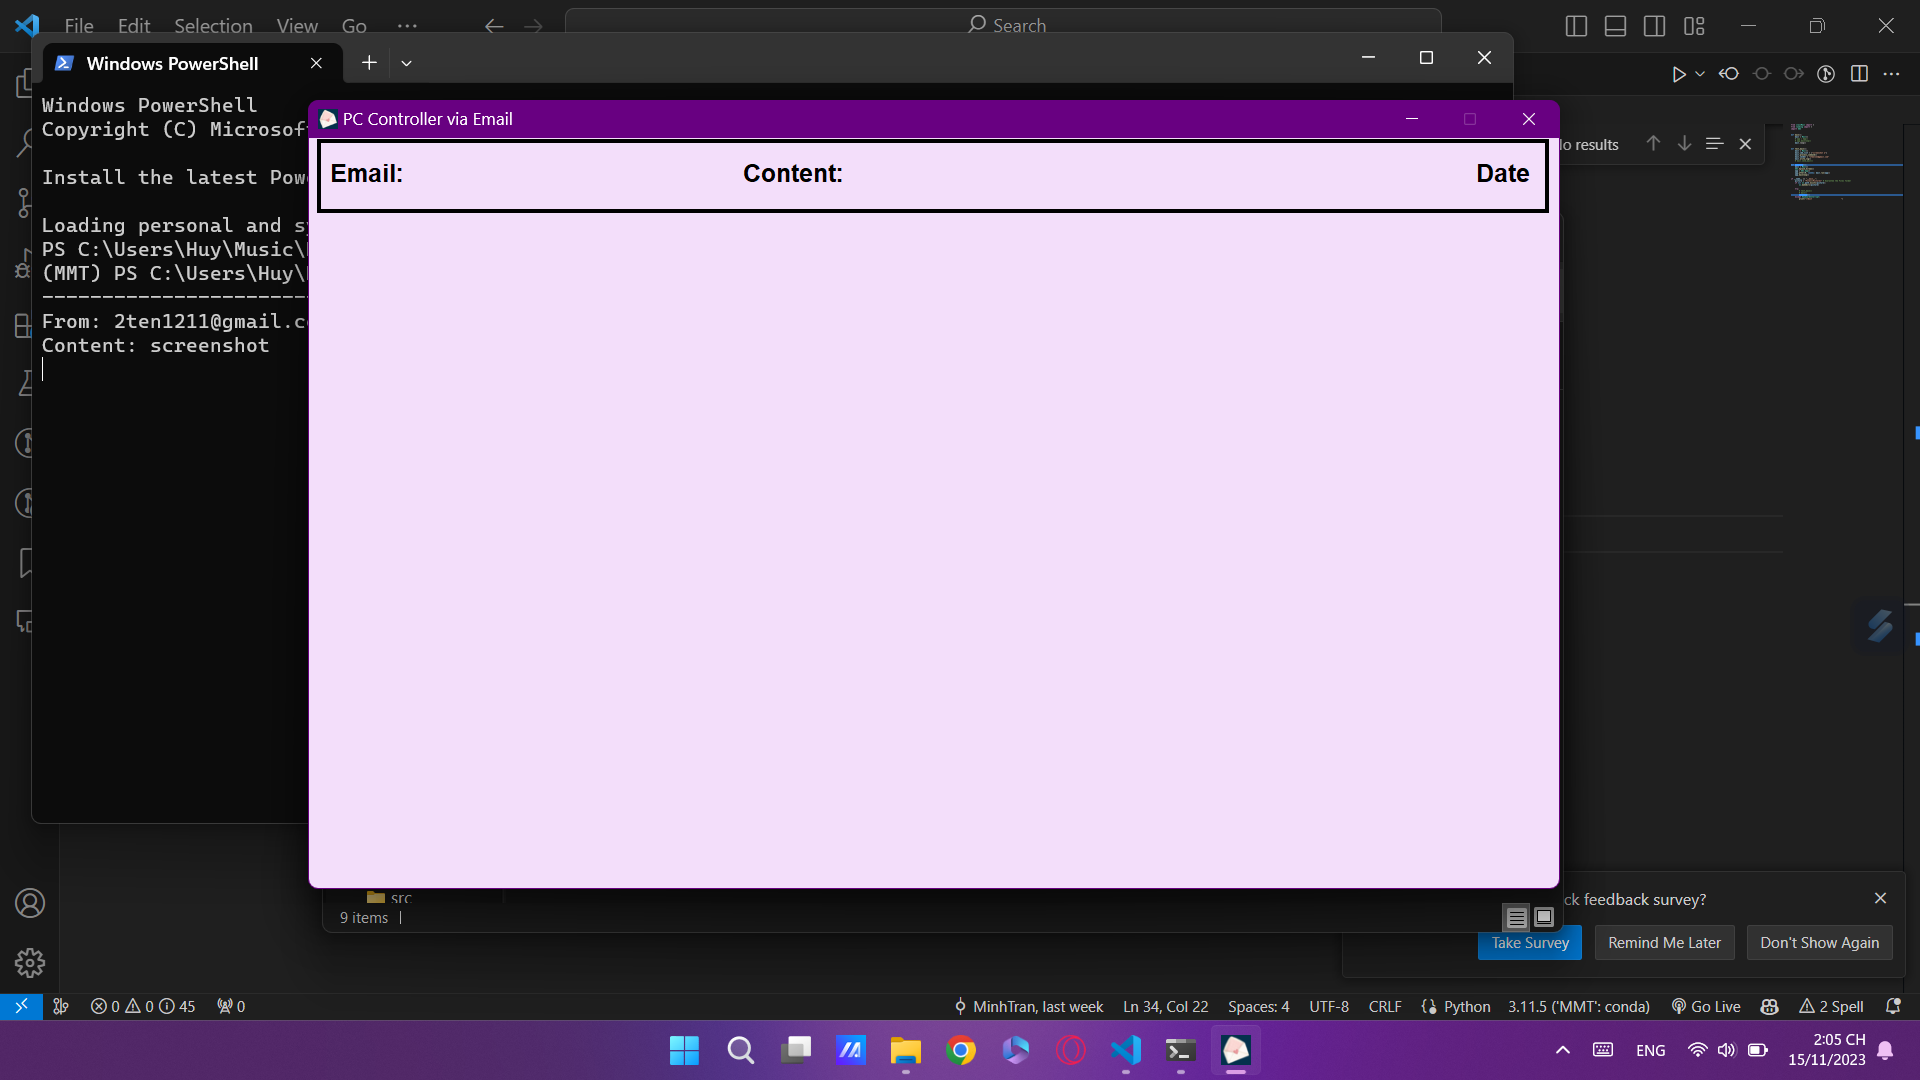 File Edit Selection View Go ··· Search
Windows PowerShell
Windows PowerShell
Copyright (C) Microsoft
Install the latest
Loading personal and
PS C:\Users\Huy\Music\
(MMT) PS C:\Users\Huy\
From: 2ten1211@gmail.
Content: screenshot
PC Controller via Email
Email: Content: Date
results
src
9 items
feedback survey?
Take Survey Remind Me Later Don't Show Again
0 0 45 0 MinhTran, last week Ln 34, Col 22 Spaces: 4 UTF-8 CRLF Python 3.11.5 ('MMT': conda) Go Live 2 Spell
ENG 2:05 CH
15/11/2023